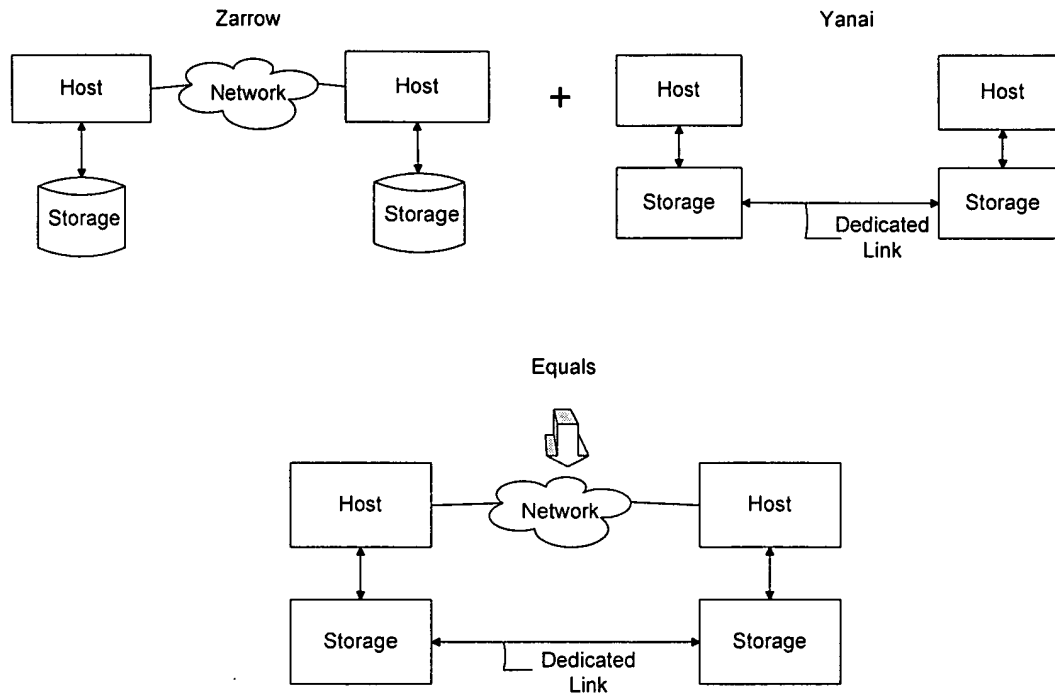 Zarrow
Yanai
Host
Network
Host
+
Host
Host
Storage
Storage
Storage
Storage
Dedicated
Link
Equals
Host
Network
Host
Storage
Storage
Dedicated
Link